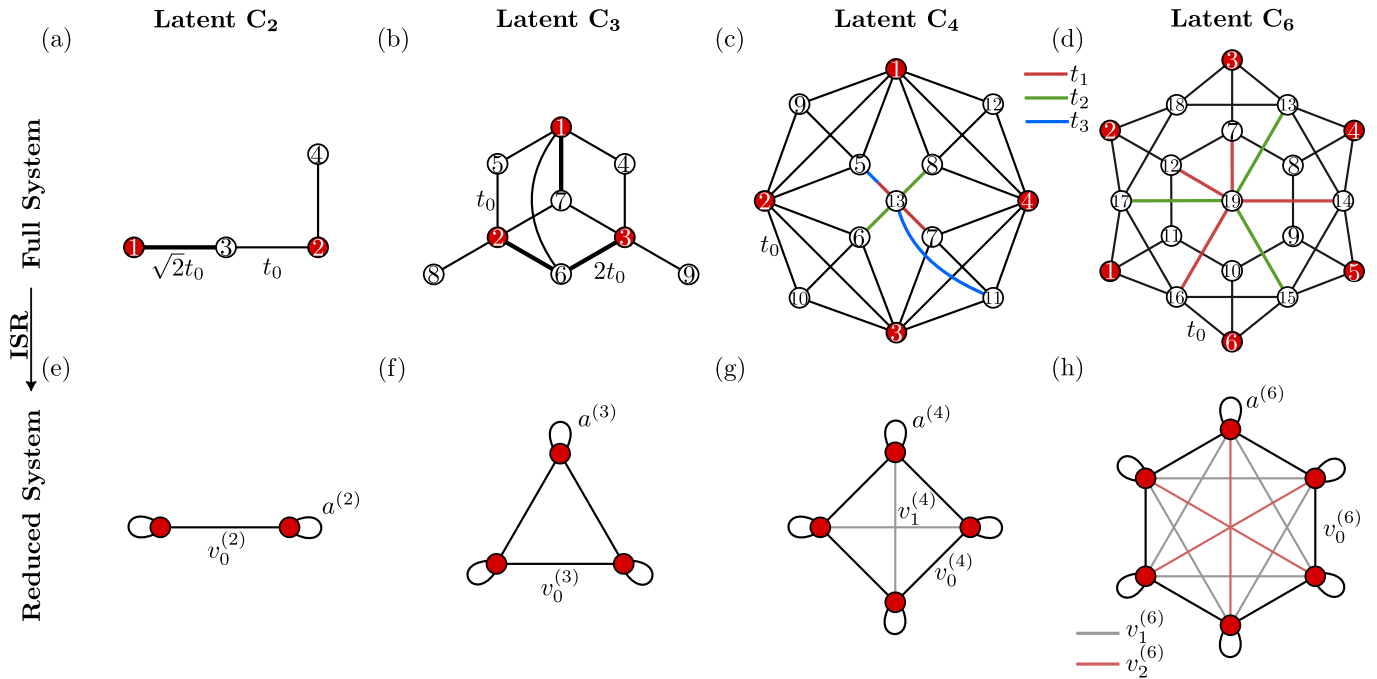 Latent C₂ Latent C₃ Latent C₄ Latent C₆
(a) (b) (c) (d)
Full System
ISR
Reduced System
1 3 2 4
√2t₀ t₀
1 5 4 7 2 3 6 8 9
t₀ 2t₀
1 9 12 5 8 2 13 4 6 7 10 11 3
t₀
t₁
t₂
t₃
3 18 13 2 7 4 12 8 17 19 14 11 9 1 10 5 16 15 6
t₀
(e) (f) (g) (h)
a⁽²⁾
v₀⁽²⁾
a⁽³⁾
v₀⁽³⁾
a⁽⁴⁾
v₁⁽⁴⁾
v₀⁽⁴⁾
a⁽⁶⁾
v₀⁽⁶⁾
v₁⁽⁶⁾
v₂⁽⁶⁾